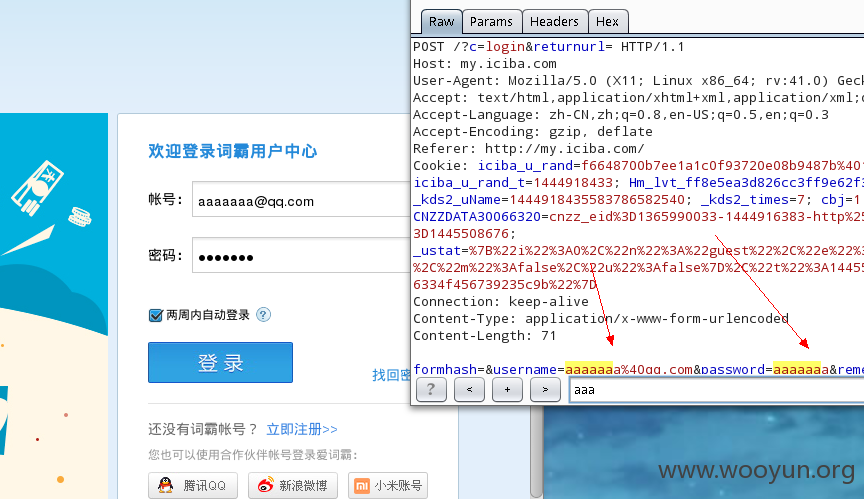 欢迎登录词霸用户中心
帐号:
aaaaaaa@qq.com
密码:
•••••••
两周内自动登录 ?
登 录
找回密
还没有词霸帐号? 立即注册>>
您也可以使用合作伙伴帐号登录爱词霸:
腾讯QQ
新浪微博
小米账号
Raw Params Headers Hex
POST /?c=login&returnurl= HTTP/1.1
Host: my.iciba.com
User-Agent: Mozilla/5.0 (X11; Linux x86_64; rv:41.0) Geck
Accept: text/html,application/xhtml+xml,application/xml;q
Accept-Language: zh-CN,zh;q=0.8,en-US;q=0.5,en;q=0.3
Accept-Encoding: gzip, deflate
Referer: http://my.iciba.com/
Cookie: iciba_u_rand=f6648700b7ee1a1c0f93720e08b9487b%40
iciba_u_rand_t=1444918433; Hm_lvt_ff8e5ea3d826cc3ff9e62f3
_kds2_uName=1444918435583786582540; _kds2_times=7; cbj=1
CNZZDATA30066320=cnzz_eid%3D1365990033-1444916383-http%25
3D1445508676;
_ustat=%7B%22i%22%3A0%2C%22n%22%3A%22guest%22%2C%22e%22%3
%2C%22m%22%3Afalse%2C%22u%22%3Afalse%7D%2C%22t%22%3A14455
6334f456739235c9b%22%7D
Connection: keep-alive
Content-Type: application/x-www-form-urlencoded
Content-Length: 71
formhash=&username=aaaaaaa%40qq.com&password=aaaaaaa&reme
? < + > aaa
www.wooyun.org